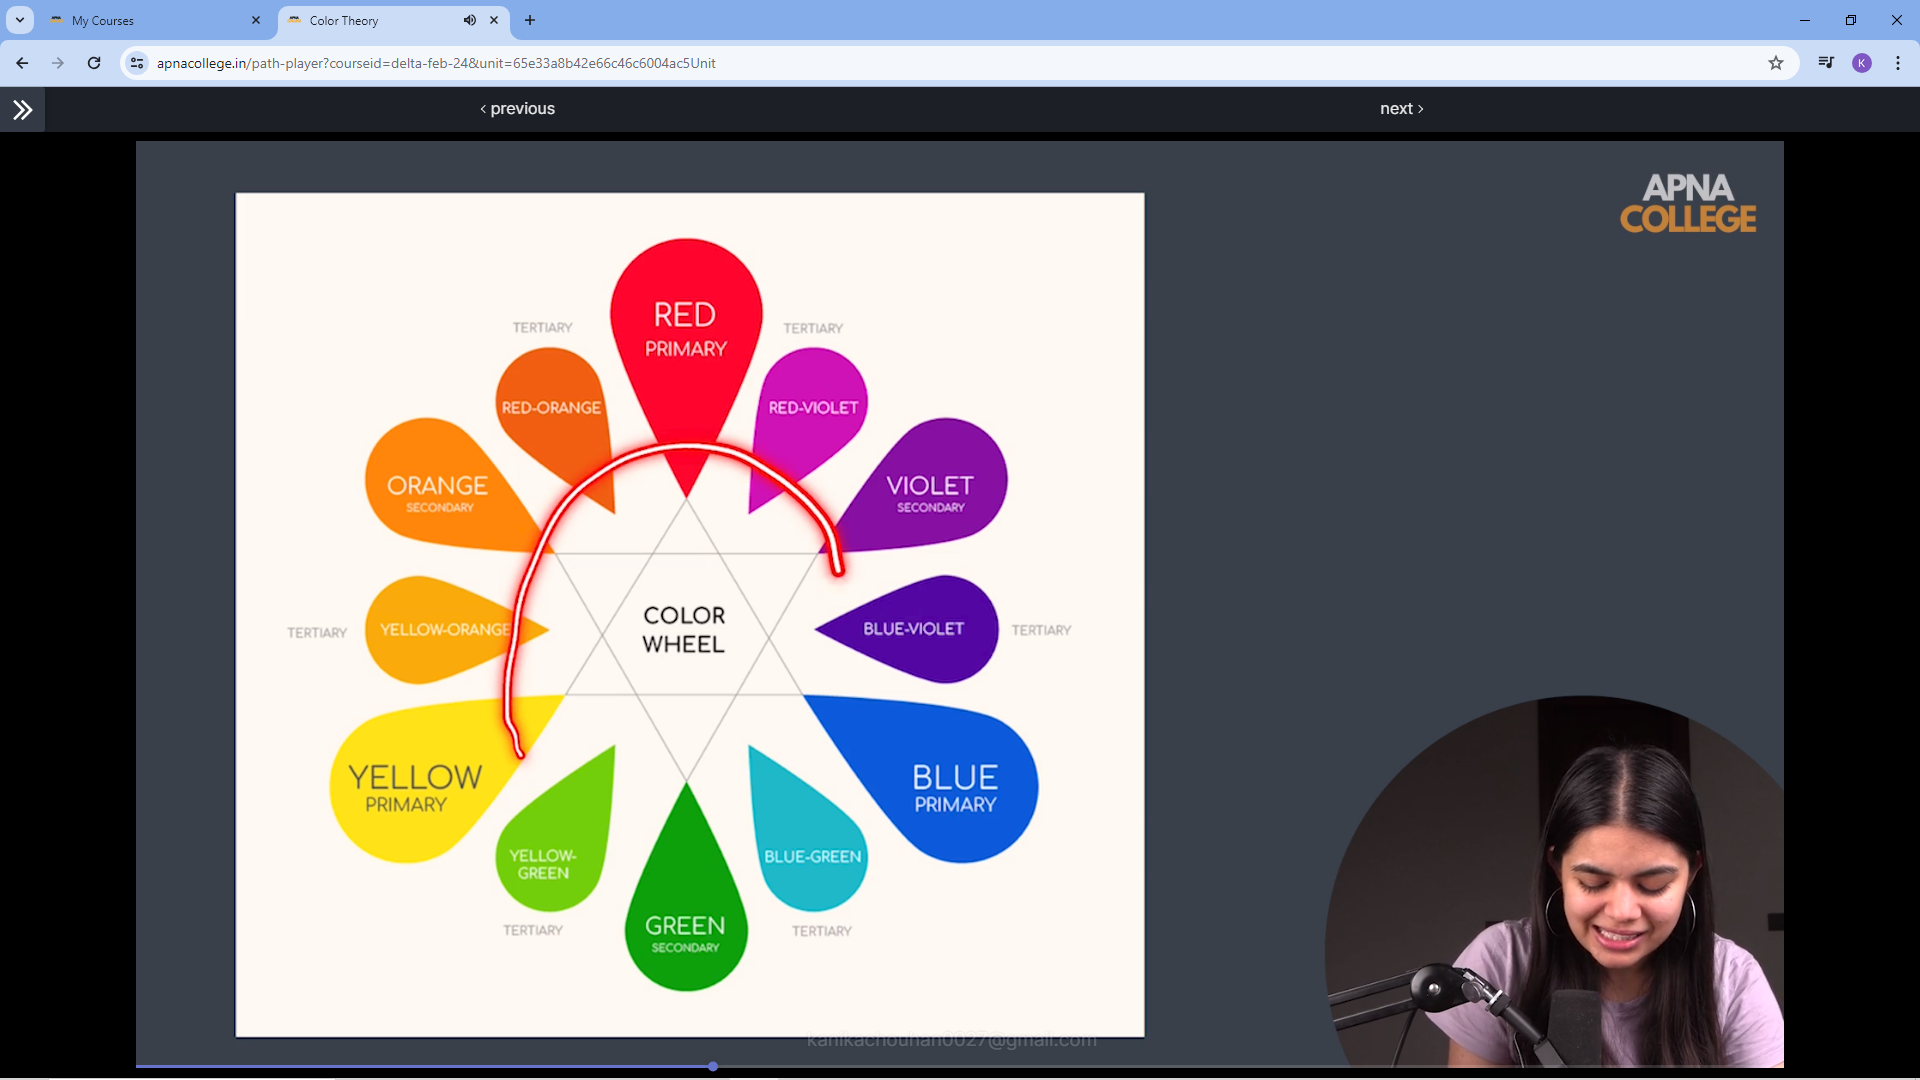 My Courses
Color Theory
apnacollege.in/path-player?courseid=delta-feb-24&unit=65e33a8b42e66c46c6004ac5Unit
K
‹ previous
next ›
APNA
COLLEGE
RED
PRIMARY
TERTIARY
TERTIARY
RED-ORANGE
RED-VIOLET
ORANGE
SECONDARY
VIOLET
SECONDARY
COLOR
WHEEL
TERTIARY
YELLOW-ORANGE
BLUE-VIOLET
TERTIARY
YELLOW
PRIMARY
BLUE
PRIMARY
YELLOW-
GREEN
BLUE-GREEN
TERTIARY
GREEN
SECONDARY
TERTIARY
kanikachouhan0027@gmail.com